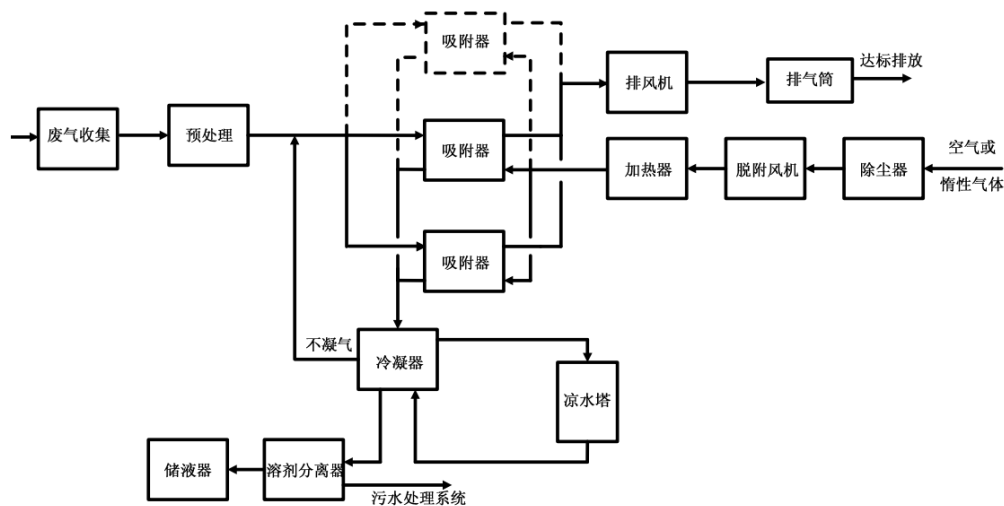 吸附器
达标排放
排风机
排气筒
废气收集
预处理
吸附器
加热器
脱附风机
除尘器
空气或
惰性气体
吸附器
不凝气
冷凝器
凉水塔
储液器
溶剂分离器
污水处理系统